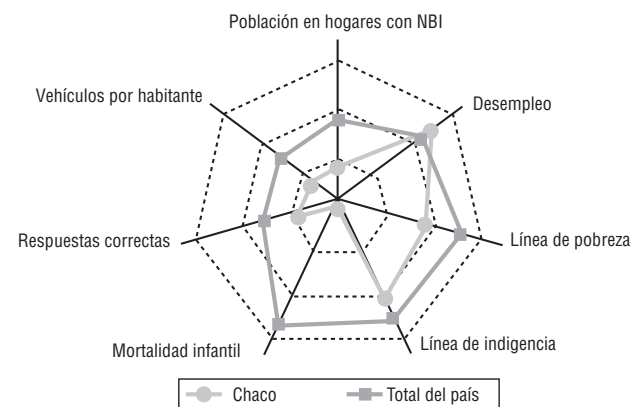 Población en hogares con NBI
Vehículos por habitante
Desempleo
Respuestas correctas
Línea de pobreza
Mortalidad infantil
Línea de indigencia
Chaco
Total del país